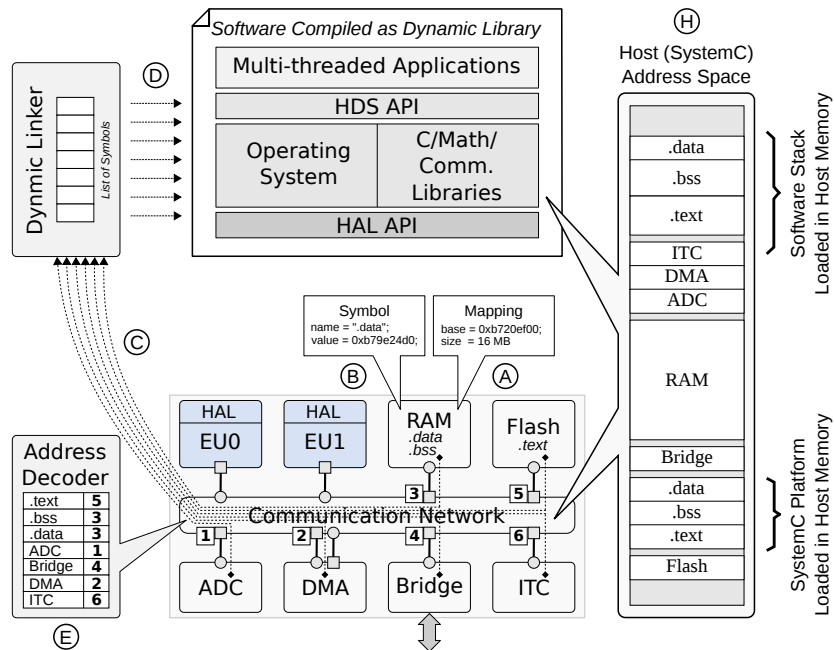 Software Compiled as Dynamic Library
Multi-threaded Applications
HDS API
Operating
System
C/Math/
Comm.
Libraries
HAL API
D
Dynmic Linker
List of Symbols
C
H
Host (SystemC)
Address Space
.data
.bss
.text
ITC
DMA
ADC
RAM
Bridge
.data
.bss
.text
Flash
Software Stack
Loaded in Host Memory
SystemC Platform
Loaded in Host Memory
Symbol
name = ".data";
value = 0xb79e24d0;
Mapping
base = 0xb720ef00;
size = 16 MB
B
A
HAL
EU0
HAL
EU1
RAM
.data
.bss
Flash
.text
3
5
Communication Network
1
2
4
6
ADC
DMA
Bridge
ITC
Address
Decoder
.text 5
.bss 3
.data 3
ADC 1
Bridge 4
DMA 2
ITC 6
E